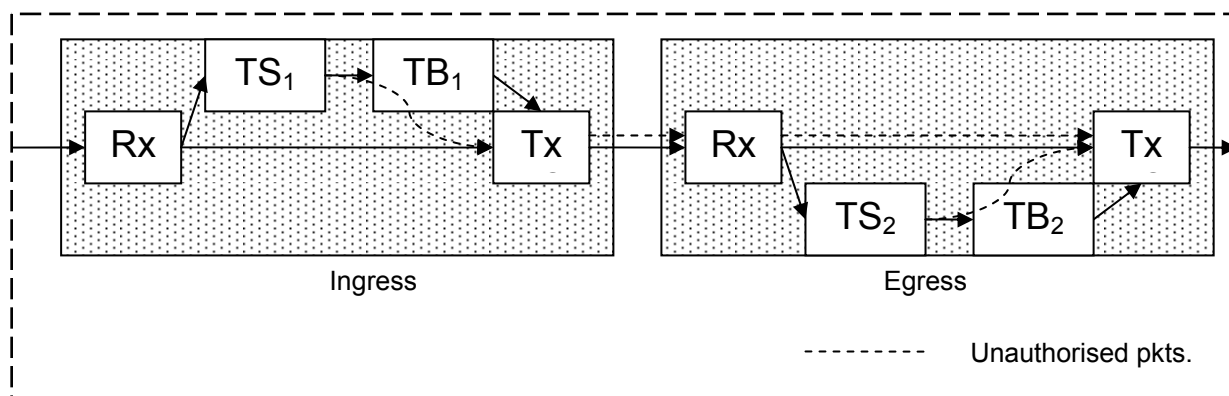 TS₁
TB₁
Rx
Tx
Rx
Tx
TS₂
TB₂
Ingress
Egress
Unauthorised pkts.